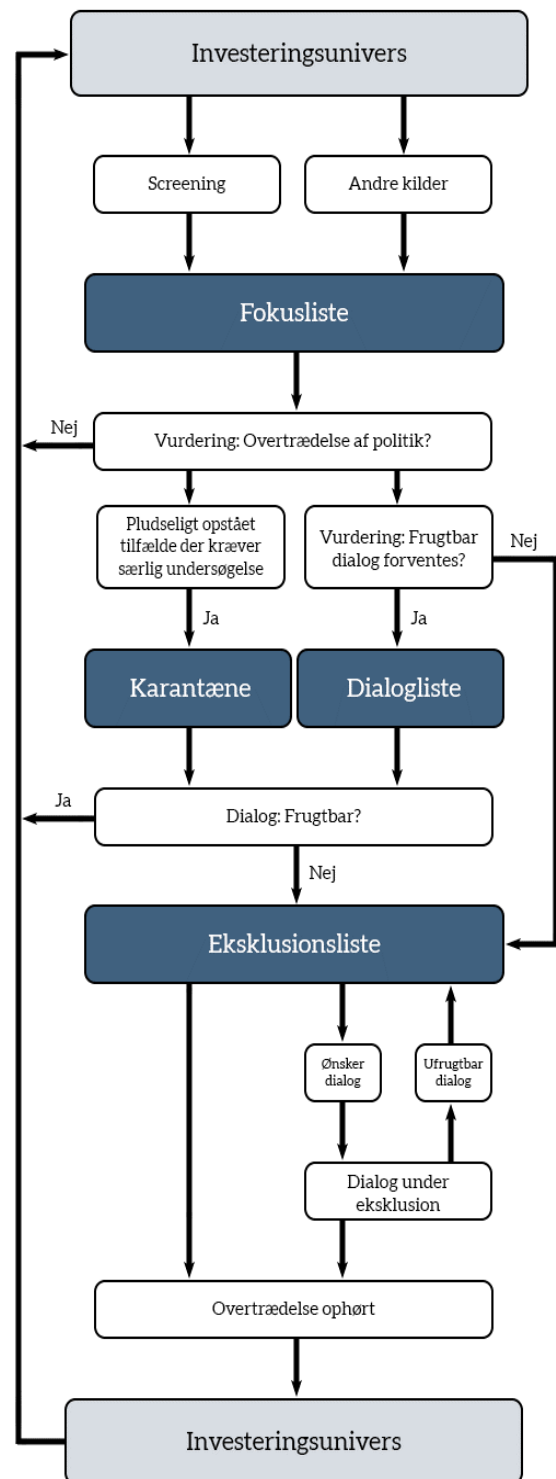 Investeringsunivers
Screening
Andre kilder
Fokusliste
Nej
Vurdering: Overtrædelse af politik?
Pludseligt opstået
tilfælde der kræver
særlig undersøgelse
Vurdering: Frugtbar
dialog forventes?
Nej
Ja
Ja
Karantæne
Dialogliste
Ja
Dialog: Frugtbar?
Nej
Eksklusionsliste
Ønsker
dialog
Ufrugtbar
dialog
Dialog under
eksklusion
Overtrædelse ophørt
Investeringsunivers